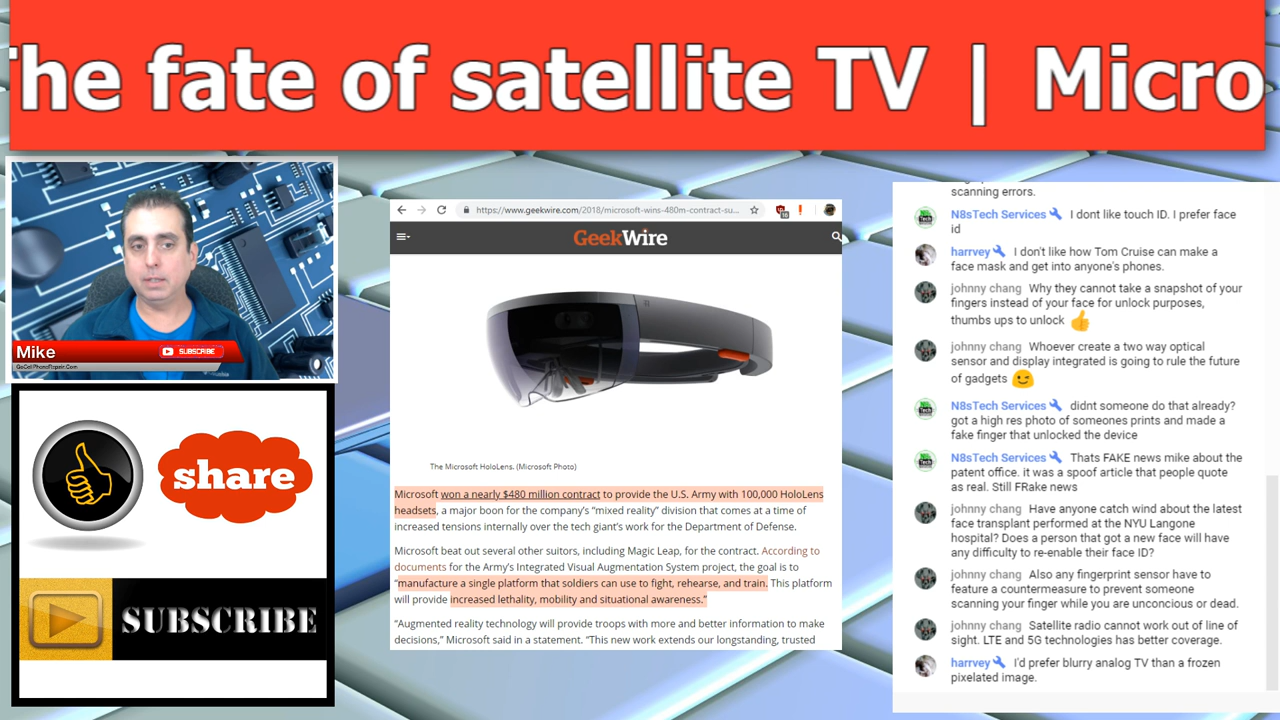 The fate of satellite TV | Micro
Mike
SUBSCRIBE
GoCellPhoneRepair.Com
share
SUBSCRIBE
https://www.geekwire.com/2018/microsoft-wins-480m-contract-su...
GeekWire
The Microsoft HoloLens. (Microsoft Photo)
Microsoft won a nearly $480 million contract to provide the U.S. Army with 100,000 HoloLens
headsets, a major boon for the company's “mixed reality” division that comes at a time of
increased tensions internally over the tech giant's work for the Department of Defense.
Microsoft beat out several other suitors, including Magic Leap, for the contract. According to
documents for the Army's Integrated Visual Augmentation System project, the goal is to
“manufacture a single platform that soldiers can use to fight, rehearse, and train. This platform
will provide increased lethality, mobility and situational awareness.”
“Augmented reality technology will provide troops with more and better information to make
decisions,” Microsoft said in a statement. “This new work extends our longstanding, trusted
scanning errors.
N8sTech Services I dont like touch ID. I prefer face
id
harrvey I don't like how Tom Cruise can make a
face mask and get into anyone's phones.
johnny chang Why they cannot take a snapshot of your
fingers instead of your face for unlock purposes,
thumbs ups to unlock 👍
johnny chang Whoever create a two way optical
sensor and display integrated is going to rule the future
of gadgets 😉
N8sTech Services didnt someone do that already?
got a high res photo of someones prints and made a
fake finger that unlocked the device
N8sTech Services Thats FAKE news mike about the
patent office. it was a spoof article that people quote
as real. Still FRake news
johnny chang Have anyone catch wind about the latest
face transplant performed at the NYU Langone
hospital? Does a person that got a new face will have
any difficulty to re-enable their face ID?
johnny chang Also any fingerprint sensor have to
feature a countermeasure to prevent someone
scanning your finger while you are unconcious or dead.
johnny chang Satellite radio cannot work out of line of
sight. LTE and 5G technologies has better coverage.
harrvey I'd prefer blurry analog TV than a frozen
pixelated image.